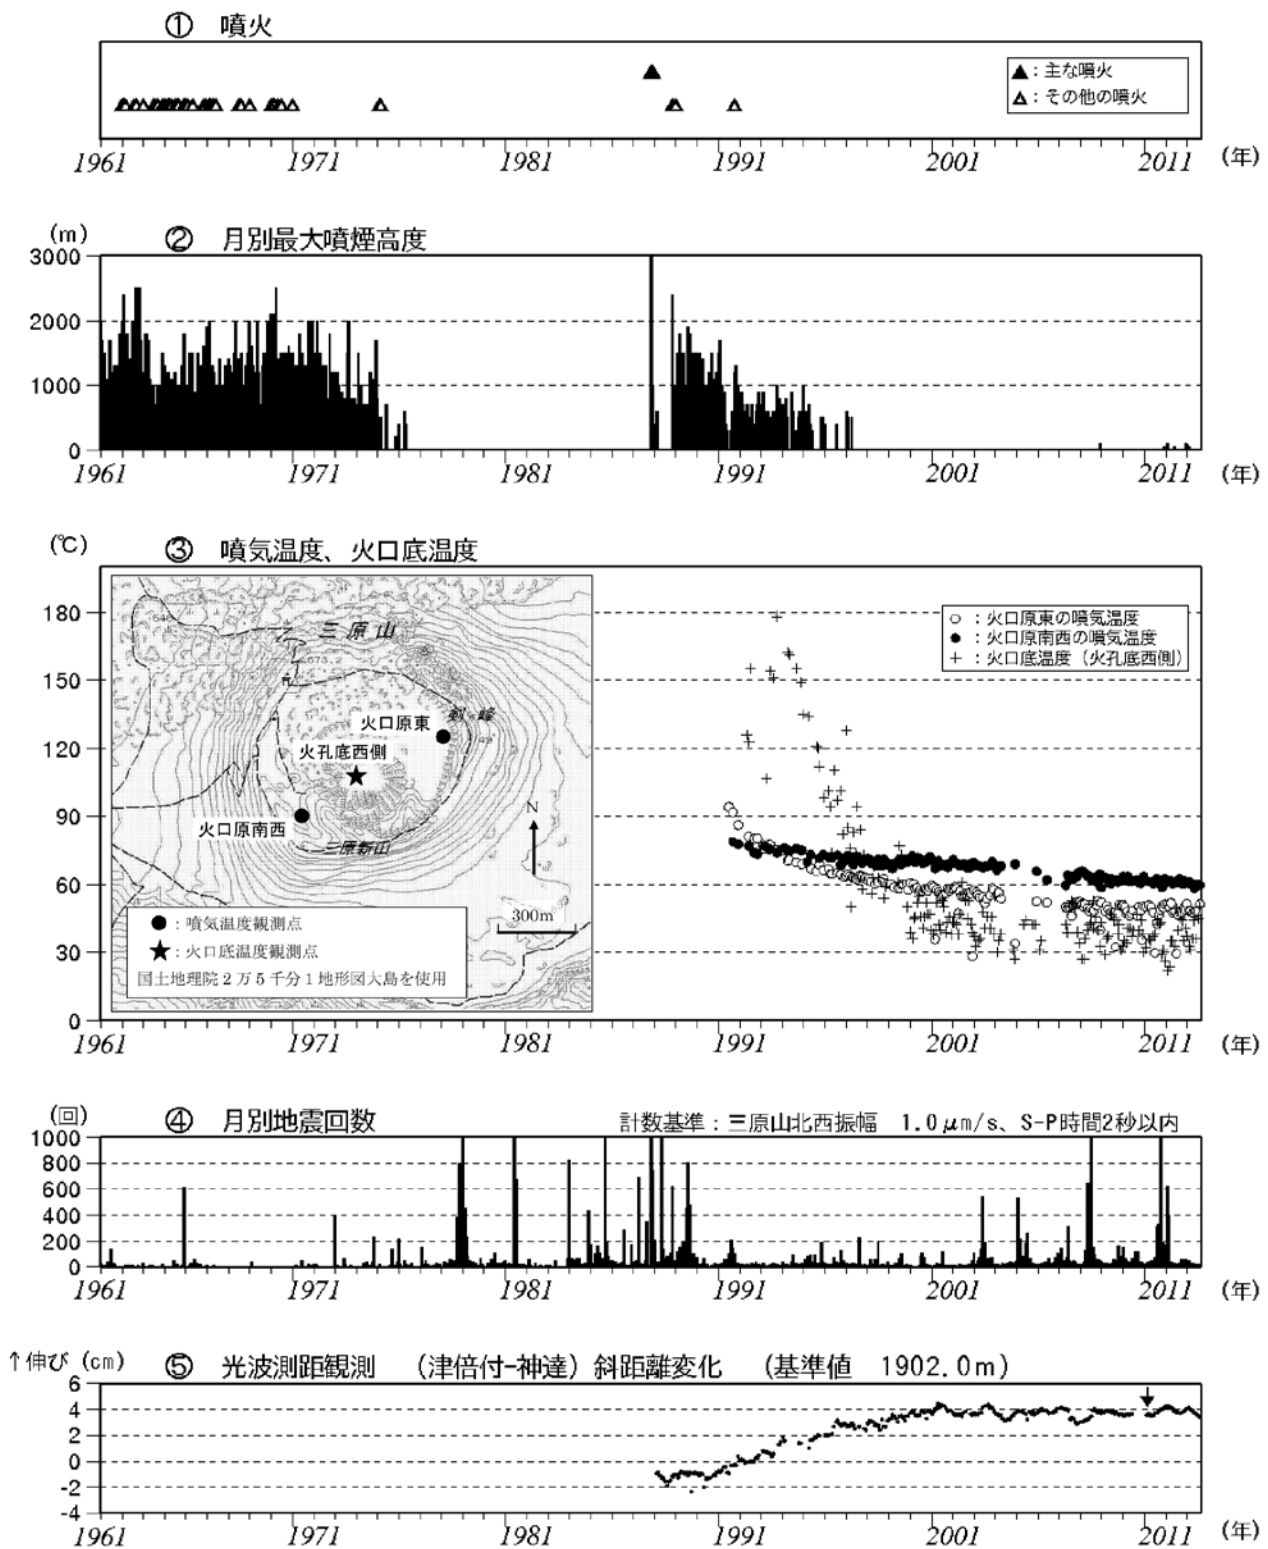 ① 噴火
▲：主な噴火
△：その他の噴火
1961 1971 1981 1991 2001 2011 (年)
(m) ② 月別最大噴煙高度
3000
2000
1000
0
1961 1971 1981 1991 2001 2011 (年)
(℃) ③ 噴気温度、火口底温度
180
150
120
90
60
30
0
○：火口原東の噴気温度
●：火口原南西の噴気温度
+：火口底温度（火孔底西側）
三原山
火口原東
火孔底西側
火口原南西
三原新山
N
300m
●：噴気温度観測点
★：火口底温度観測点
国土地理院２万５千分１地形図大島を使用
1961 1971 1981 1991 2001 2011 (年)
(回) ④ 月別地震回数 計数基準：三原山北西振幅 1.0μm/s、S-P時間2秒以内
1000
800
600
400
200
0
1961 1971 1981 1991 2001 2011 (年)
↑伸び (cm) ⑤ 光波測距観測 （津倍付-神達）斜距離変化 （基準値 1902.0m）
6
4
2
0
-2
-4
1961 1971 1981 1991 2001 2011 (年)